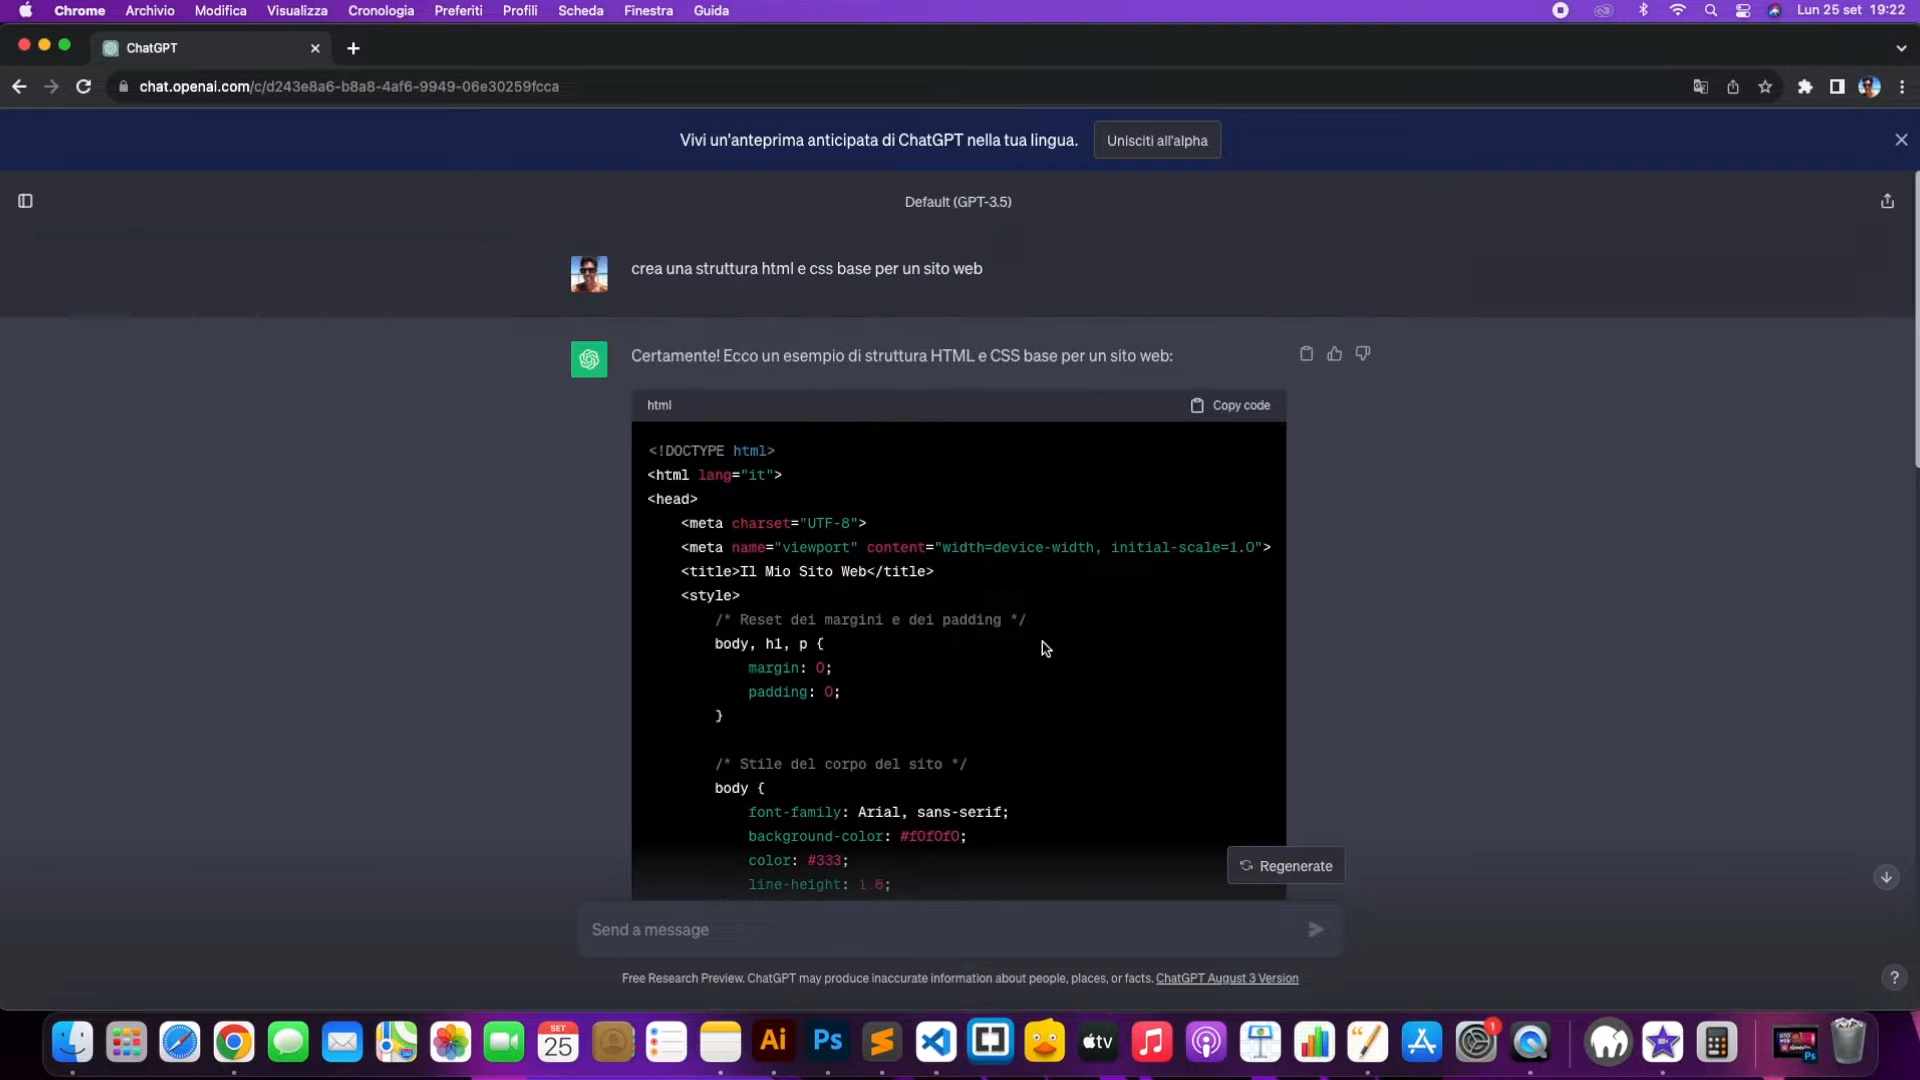 Chrome Archivio Modifica Visualizza Cronologia Preferiti Profili Scheda Finestra Guida Lun 25 set 19:22
ChatGPT
chat.openai.com/c/d243e8a6-b8a8-4af6-9949-06e30259fcca
Vivi un'anteprima anticipata di ChatGPT nella tua lingua. Unisciti all'alpha
Default (GPT-3.5)
crea una struttura html e css base per un sito web
Certamente! Ecco un esempio di struttura HTML e CSS base per un sito web:
html Copy code
<!DOCTYPE html>
<html lang="it">
<head>
<meta charset="UTF-8">
<meta name="viewport" content="width=device-width, initial-scale=1.0">
<title>Il Mio Sito Web</title>
<style>
/* Reset dei margini e dei padding */
body, h1, p {
margin: 0;
padding: 0;
}
/* Stile del corpo del sito */
body {
font-family: Arial, sans-serif;
background-color: #f0f0f0;
color: #333;
line-height: 1.6;
Regenerate
Send a message
Free Research Preview. ChatGPT may produce inaccurate information about people, places, or facts. ChatGPT August 3 Version
?
SET
25
Ai
Ps
tv
1
Ps